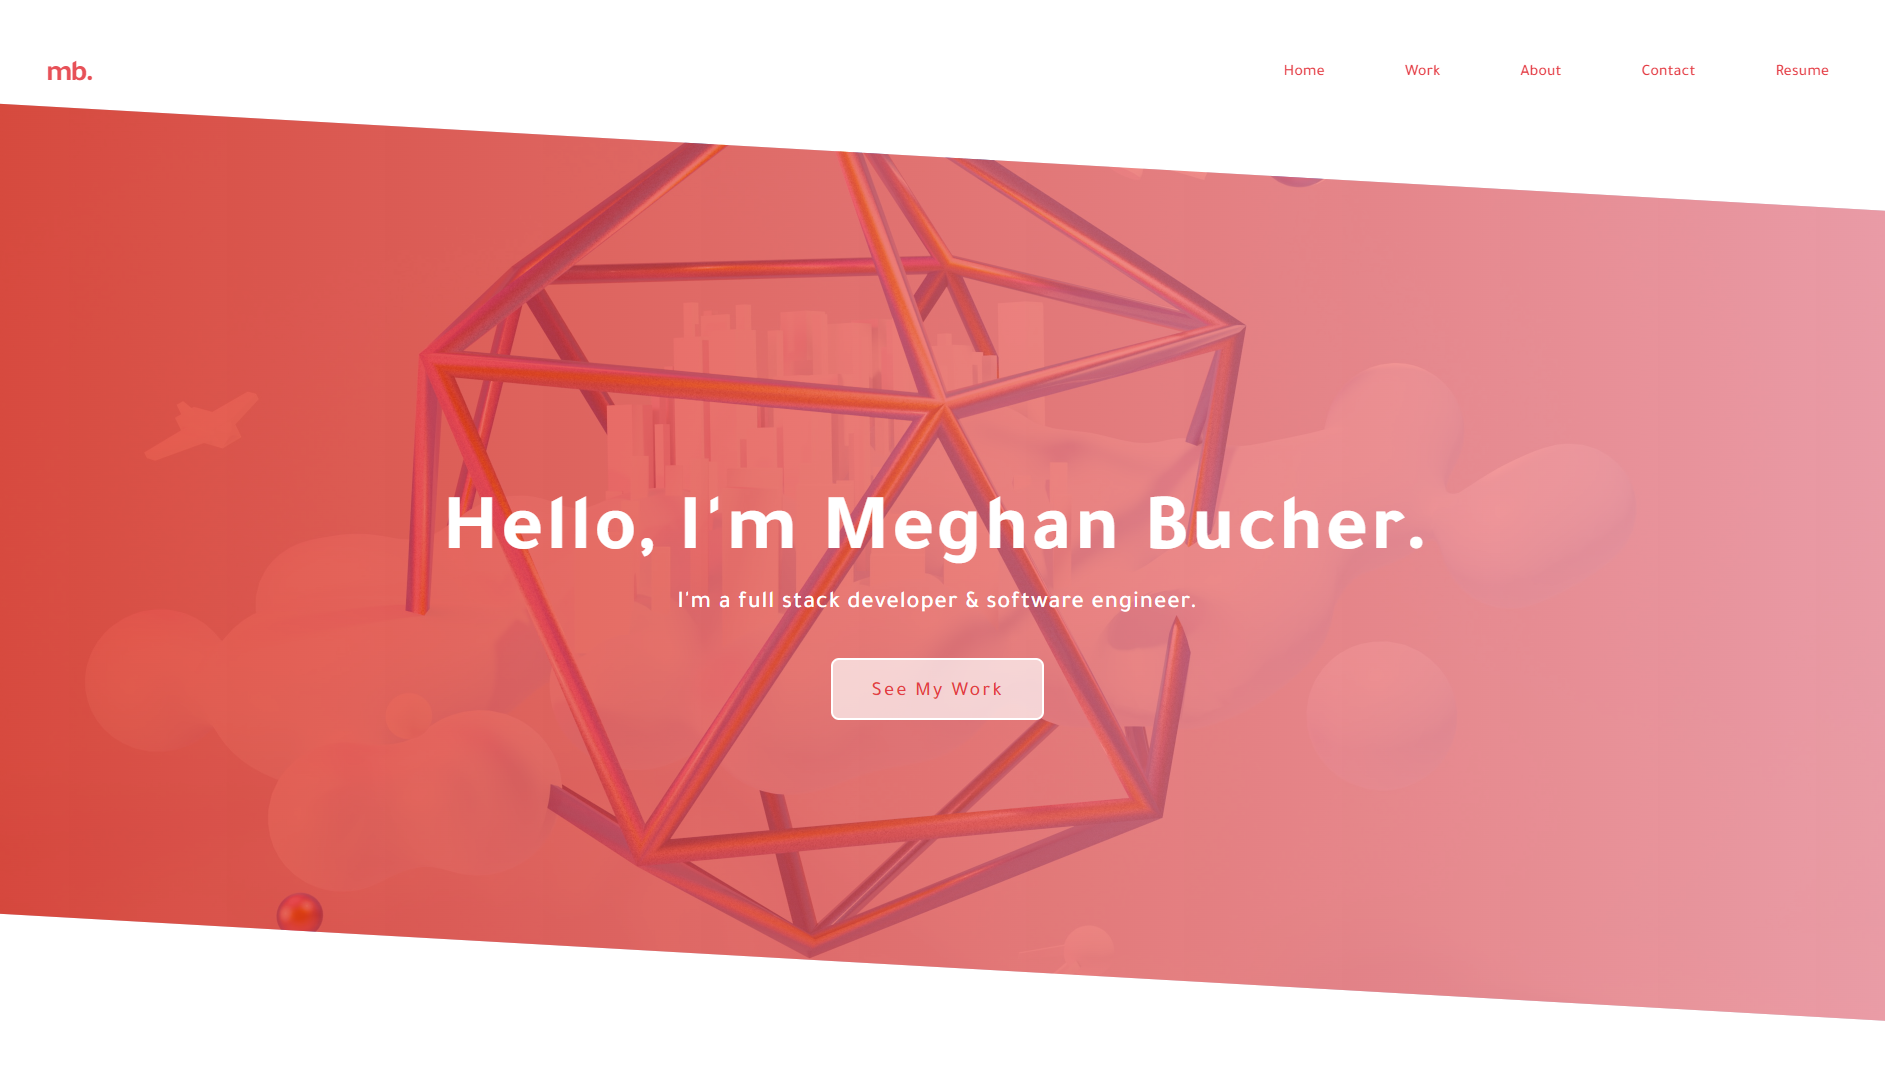 mb.
Home Work About Contact Resume
Hello, I'm Meghan Bucher.
I'm a full stack developer & software engineer.
See My Work